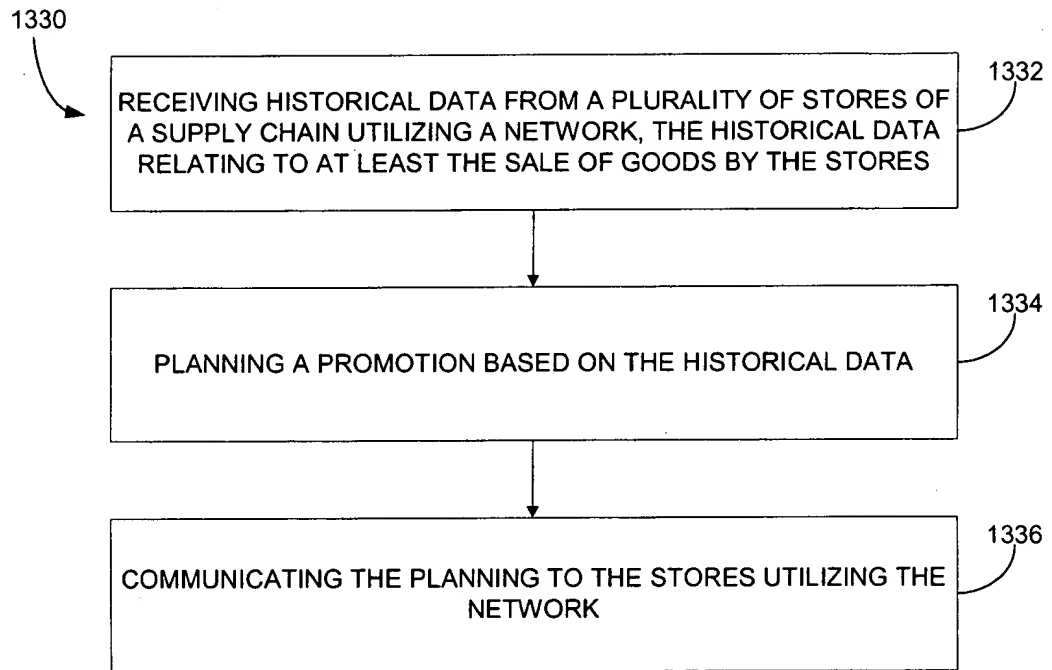 1330
1332
RECEIVING HISTORICAL DATA FROM A PLURALITY OF STORES OF
A SUPPLY CHAIN UTILIZING A NETWORK, THE HISTORICAL DATA
RELATING TO AT LEAST THE SALE OF GOODS BY THE STORES
1334
PLANNING A PROMOTION BASED ON THE HISTORICAL DATA
1336
COMMUNICATING THE PLANNING TO THE STORES UTILIZING THE
NETWORK